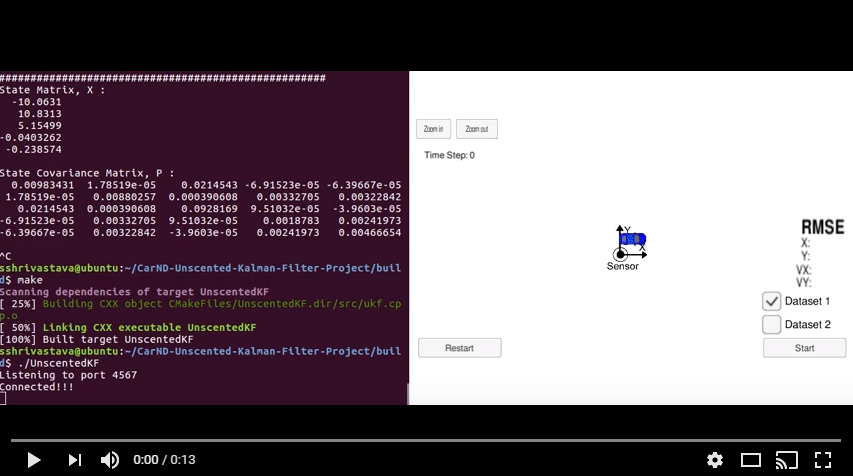 ####################################################
State Matrix, X :
-10.0631
10.8313
5.15499
-0.0403262
-0.238574
State Covariance Matrix, P :
0.00983431 1.78519e-05 0.0214543 -6.91523e-05 -6.39667e-05
1.78519e-05 0.00880257 0.000390608 0.00332705 0.00322842
0.0214543 0.000390608 0.0928169 9.51032e-05 -3.9603e-05
-6.91523e-05 0.00332705 9.51032e-05 0.0018783 0.00241973
-6.39667e-05 0.00322842 -3.9603e-05 0.00241973 0.00466654
^C
sshrivastava@ubuntu:~/CarND-Unscented-Kalman-Filter-Project/buil
d$ make
Scanning dependencies of target UnscentedKF
[ 25%] Building CXX object CMakeFiles/UnscentedKF.dir/src/ukf.cp
p.o
[ 50%] Linking CXX executable UnscentedKF
[100%] Built target UnscentedKF
sshrivastava@ubuntu:~/CarND-Unscented-Kalman-Filter-Project/buil
d$ ./UnscentedKF
Listening to port 4567
Connected!!!
Zoom in Zoom out
Time Step: 0
Y
X
Sensor
RMSE
X:
Y:
VX:
VY:
Dataset 1
Dataset 2
Restart Start
0:00 / 0:13